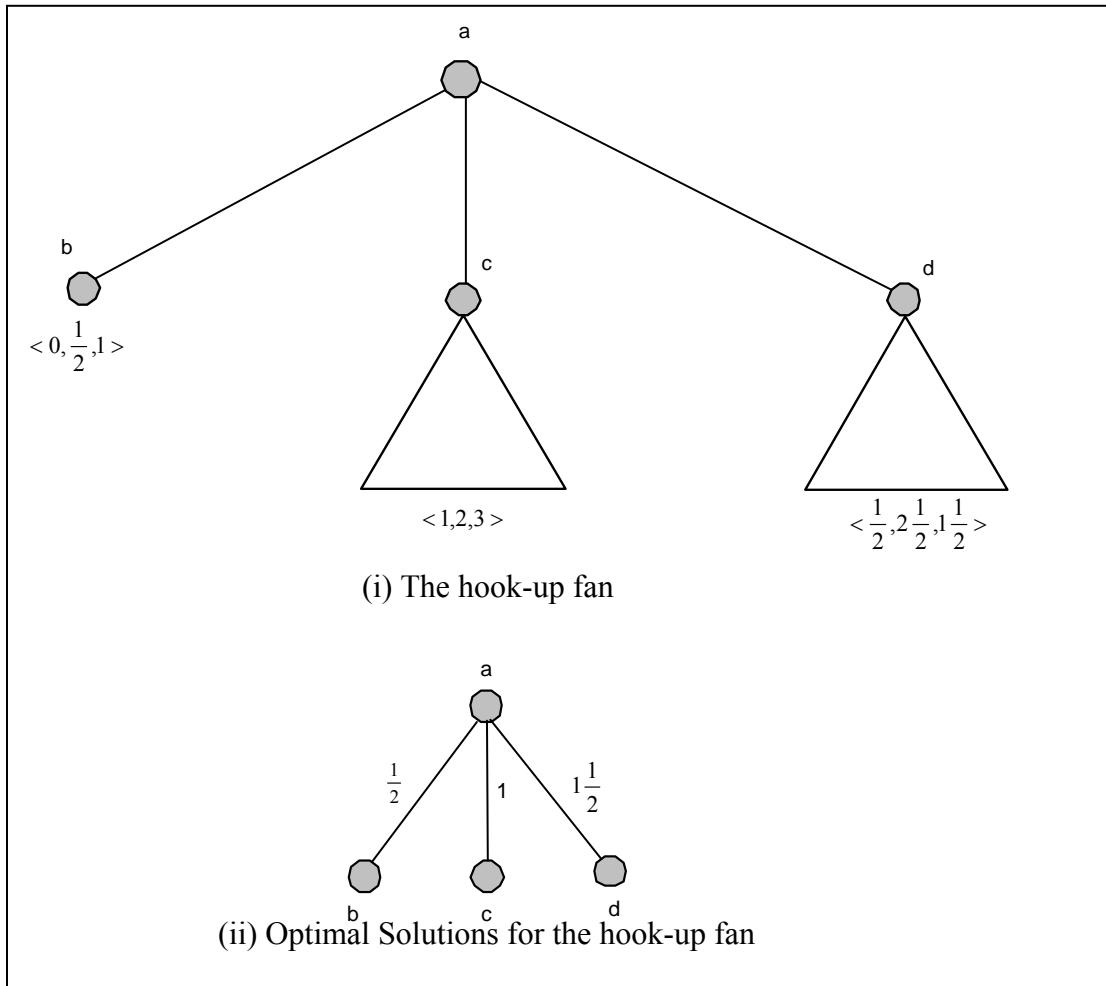 a
b
c
d
< 0, 1/2 ,1 >
< 1,2,3 >
< 1/2 ,2 1/2 ,1 1/2 >
(i) The hook-up fan
a
1/2
1
1 1/2
b
c
d
(ii) Optimal Solutions for the hook-up fan